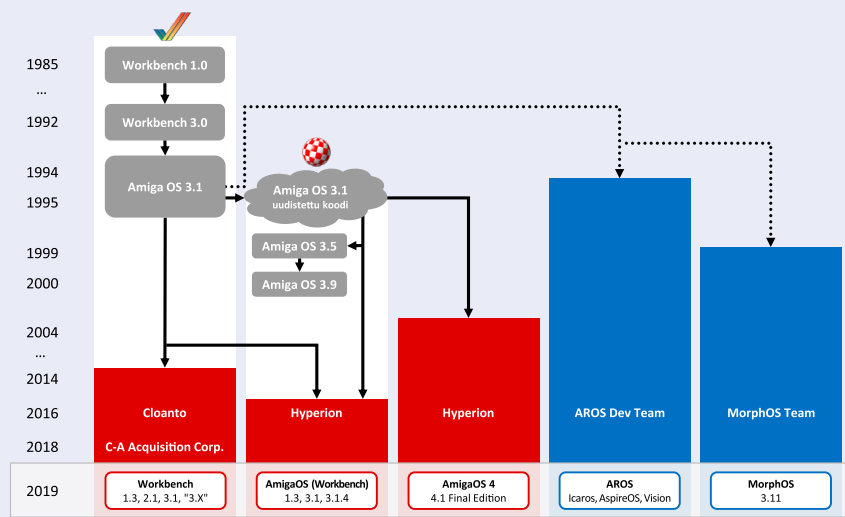 1985
Workbench 1.0
...
1992
Workbench 3.0
1994
Amiga OS 3.1
Amiga OS 3.1
uudistettu koodi
1995
Amiga OS 3.5
1999
Amiga OS 3.9
2000
2004
...
2014
2016
Cloanto
Hyperion
Hyperion
AROS Dev Team
MorphOS Team
2018
C-A Acquisition Corp.
2019
Workbench
1.3, 2.1, 3.1, "3.X"
AmigaOS (Workbench)
1.3, 3.1, 3.1.4
AmigaOS 4
4.1 Final Edition
AROS
Icaros, AspireOS, Vision
MorphOS
3.11